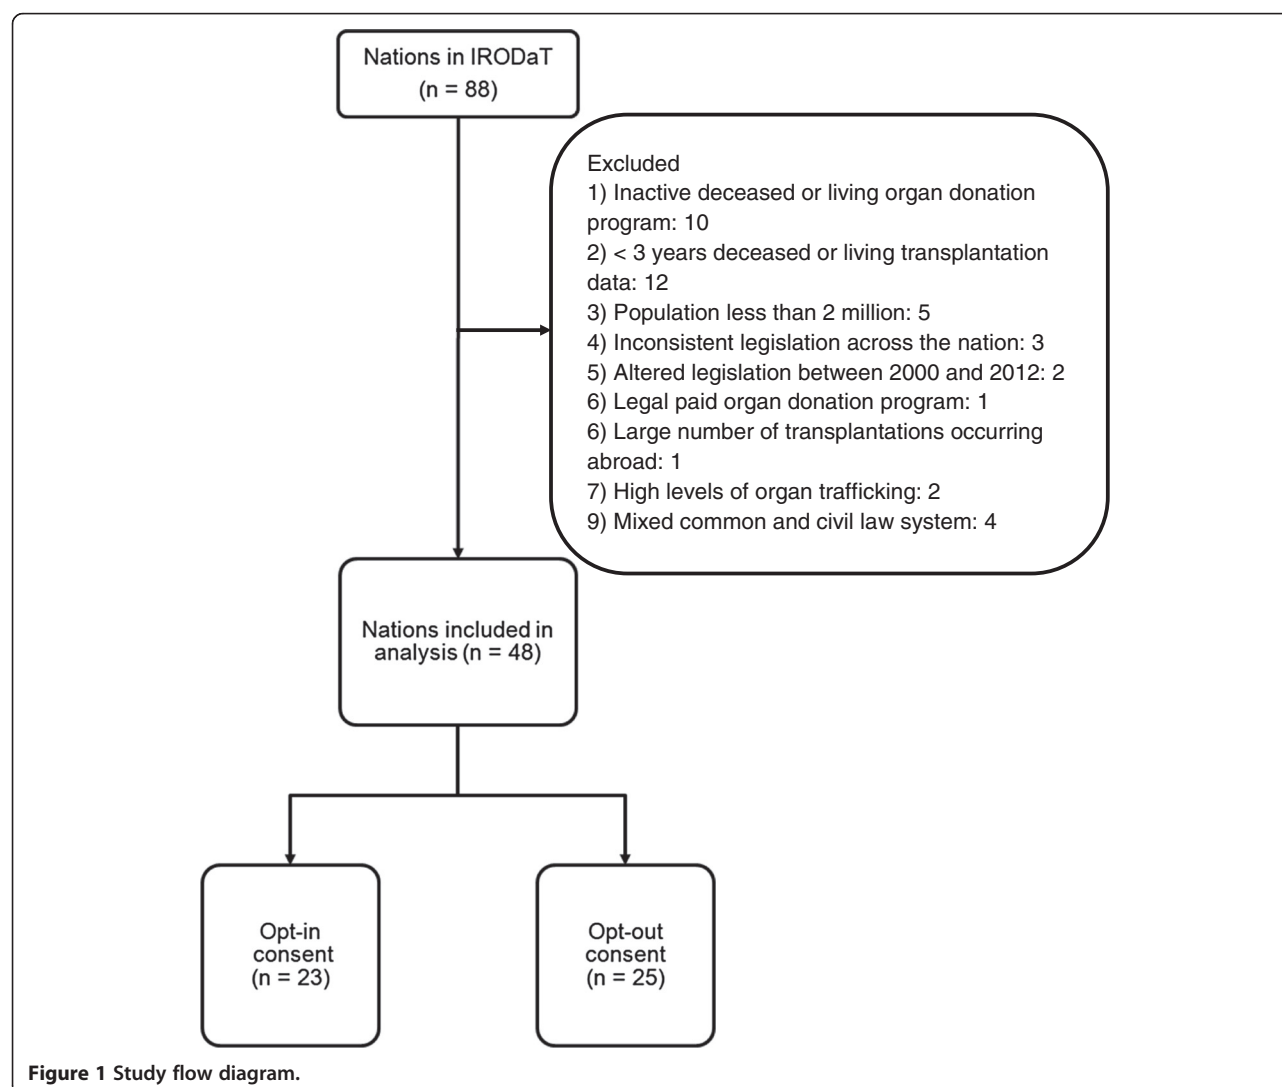 Nations in IRODaT
(n = 88)
Excluded
1) Inactive deceased or living organ donation
program: 10
2) < 3 years deceased or living transplantation
data: 12
3) Population less than 2 million: 5
4) Inconsistent legislation across the nation: 3
5) Altered legislation between 2000 and 2012: 2
6) Legal paid organ donation program: 1
6) Large number of transplantations occurring
abroad: 1
7) High levels of organ trafficking: 2
9) Mixed common and civil law system: 4
Nations included in
analysis (n = 48)
Opt-in
consent
(n = 23)
Opt-out
consent
(n = 25)
Figure 1 Study flow diagram.